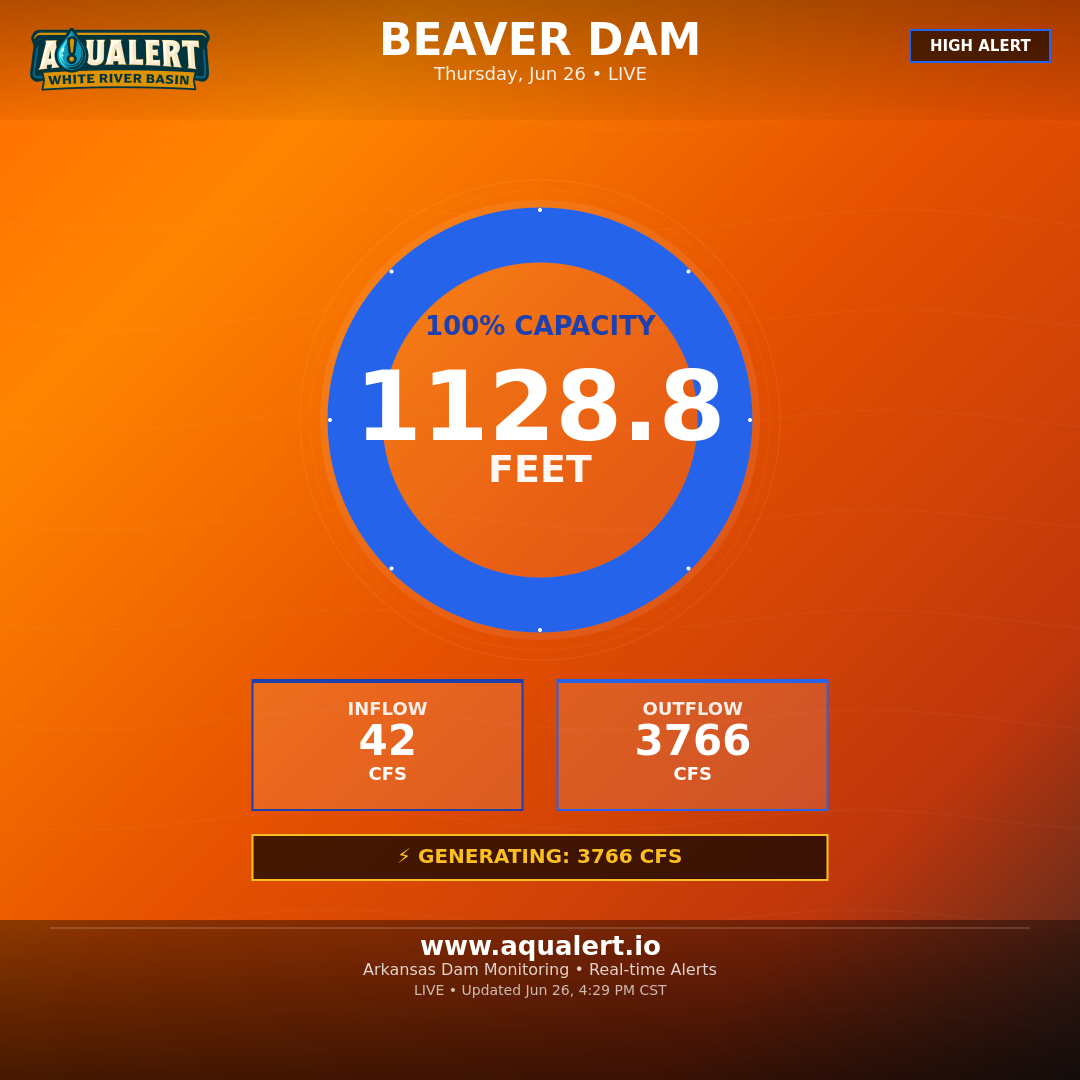 AQUALERT
WHITE RIVER BASIN
BEAVER DAM
Thursday, Jun 26 • LIVE
HIGH ALERT
100% CAPACITY
1128.8
FEET
INFLOW
42
CFS
OUTFLOW
3766
CFS
⚡ GENERATING: 3766 CFS
www.aqualert.io
Arkansas Dam Monitoring • Real-time Alerts
LIVE • Updated Jun 26, 4:29 PM CST